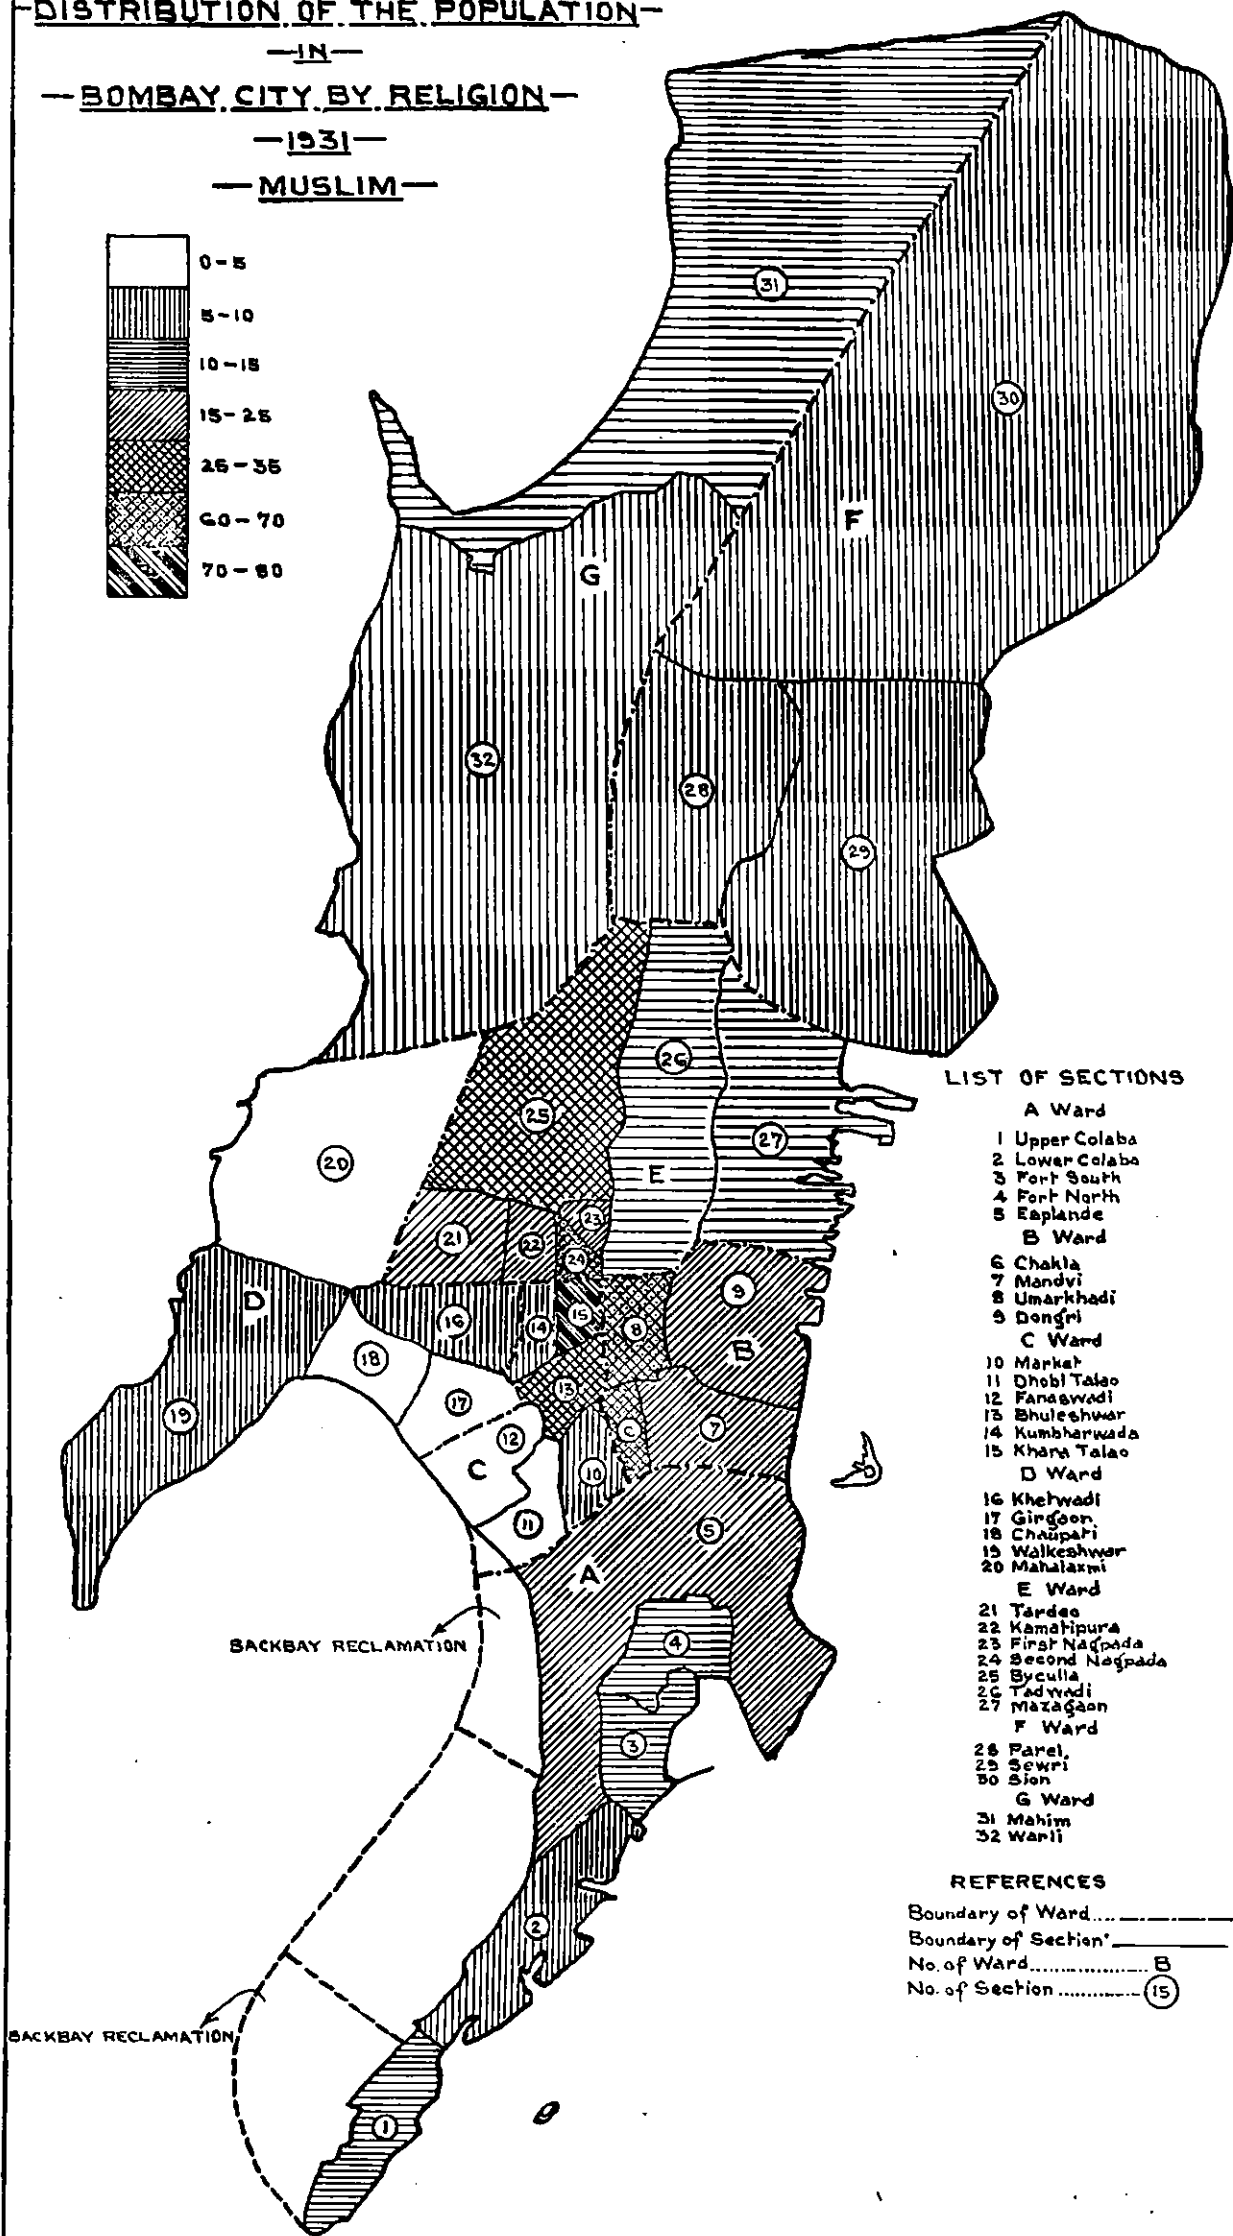 DISTRIBUTION OF THE POPULATION
IN
BOMBAY CITY BY RELIGION
1931
MUSLIM
0-5
5-10
10-15
15-25
25-35
60-70
70-80
31
30
F
G
32
28
29
26
25
27
20
E
23
21
22
24
9
D
15
16
14
8
B
18
13
19
17
7
12
6
C
10
11
5
A
4
3
2
1
BACKBAY RECLAMATION
BACKBAY RECLAMATION
LIST OF SECTIONS
A Ward
1 Upper Colaba
2 Lower Colaba
3 Fort South
4 Fort North
5 Esplande
B Ward
6 Chakla
7 Mandvi
8 Umarkhadi
9 Dongri
C Ward
10 Market
11 Dhobi Talao
12 Fanaswadi
13 Bhuleshwar
14 Kumbharwada
15 Khara Talao
D Ward
16 Khetwadi
17 Girgaon
18 Chaupati
19 Walkeshwar
20 Mahalaxmi
E Ward
21 Tardeo
22 Kamatipura
23 First Nagpada
24 Second Nagpada
25 Byculla
26 Tadwadi
27 Mazagaon
F Ward
28 Parel
29 Sewri
30 Sion
G Ward
31 Mahim
32 Warli
REFERENCES
Boundary of Ward
Boundary of Section
No. of Ward B
No. of Section 15